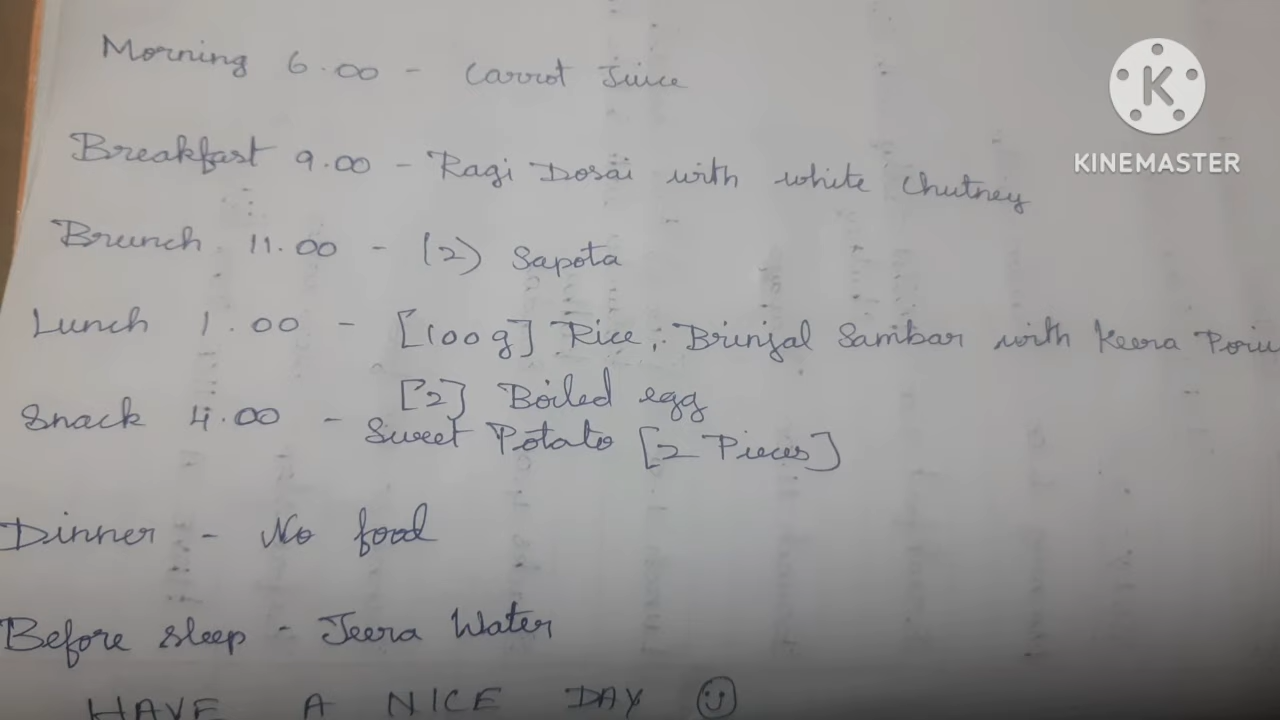 Morning 6.00 - Carrot Juice
KINEMASTER
Breakfast 9.00 - Ragi Dosai with white Chutney
Brunch 11.00 - (2) Sapota
Lunch 1.00 - [100g] Rice, Brinjal Sambar with Keera
[2] Boiled egg
Snack 4.00 - Sweet Potato [2 Pieces]
Dinner - No food
Before sleep - Jeera Water
HAVE A NICE DAY